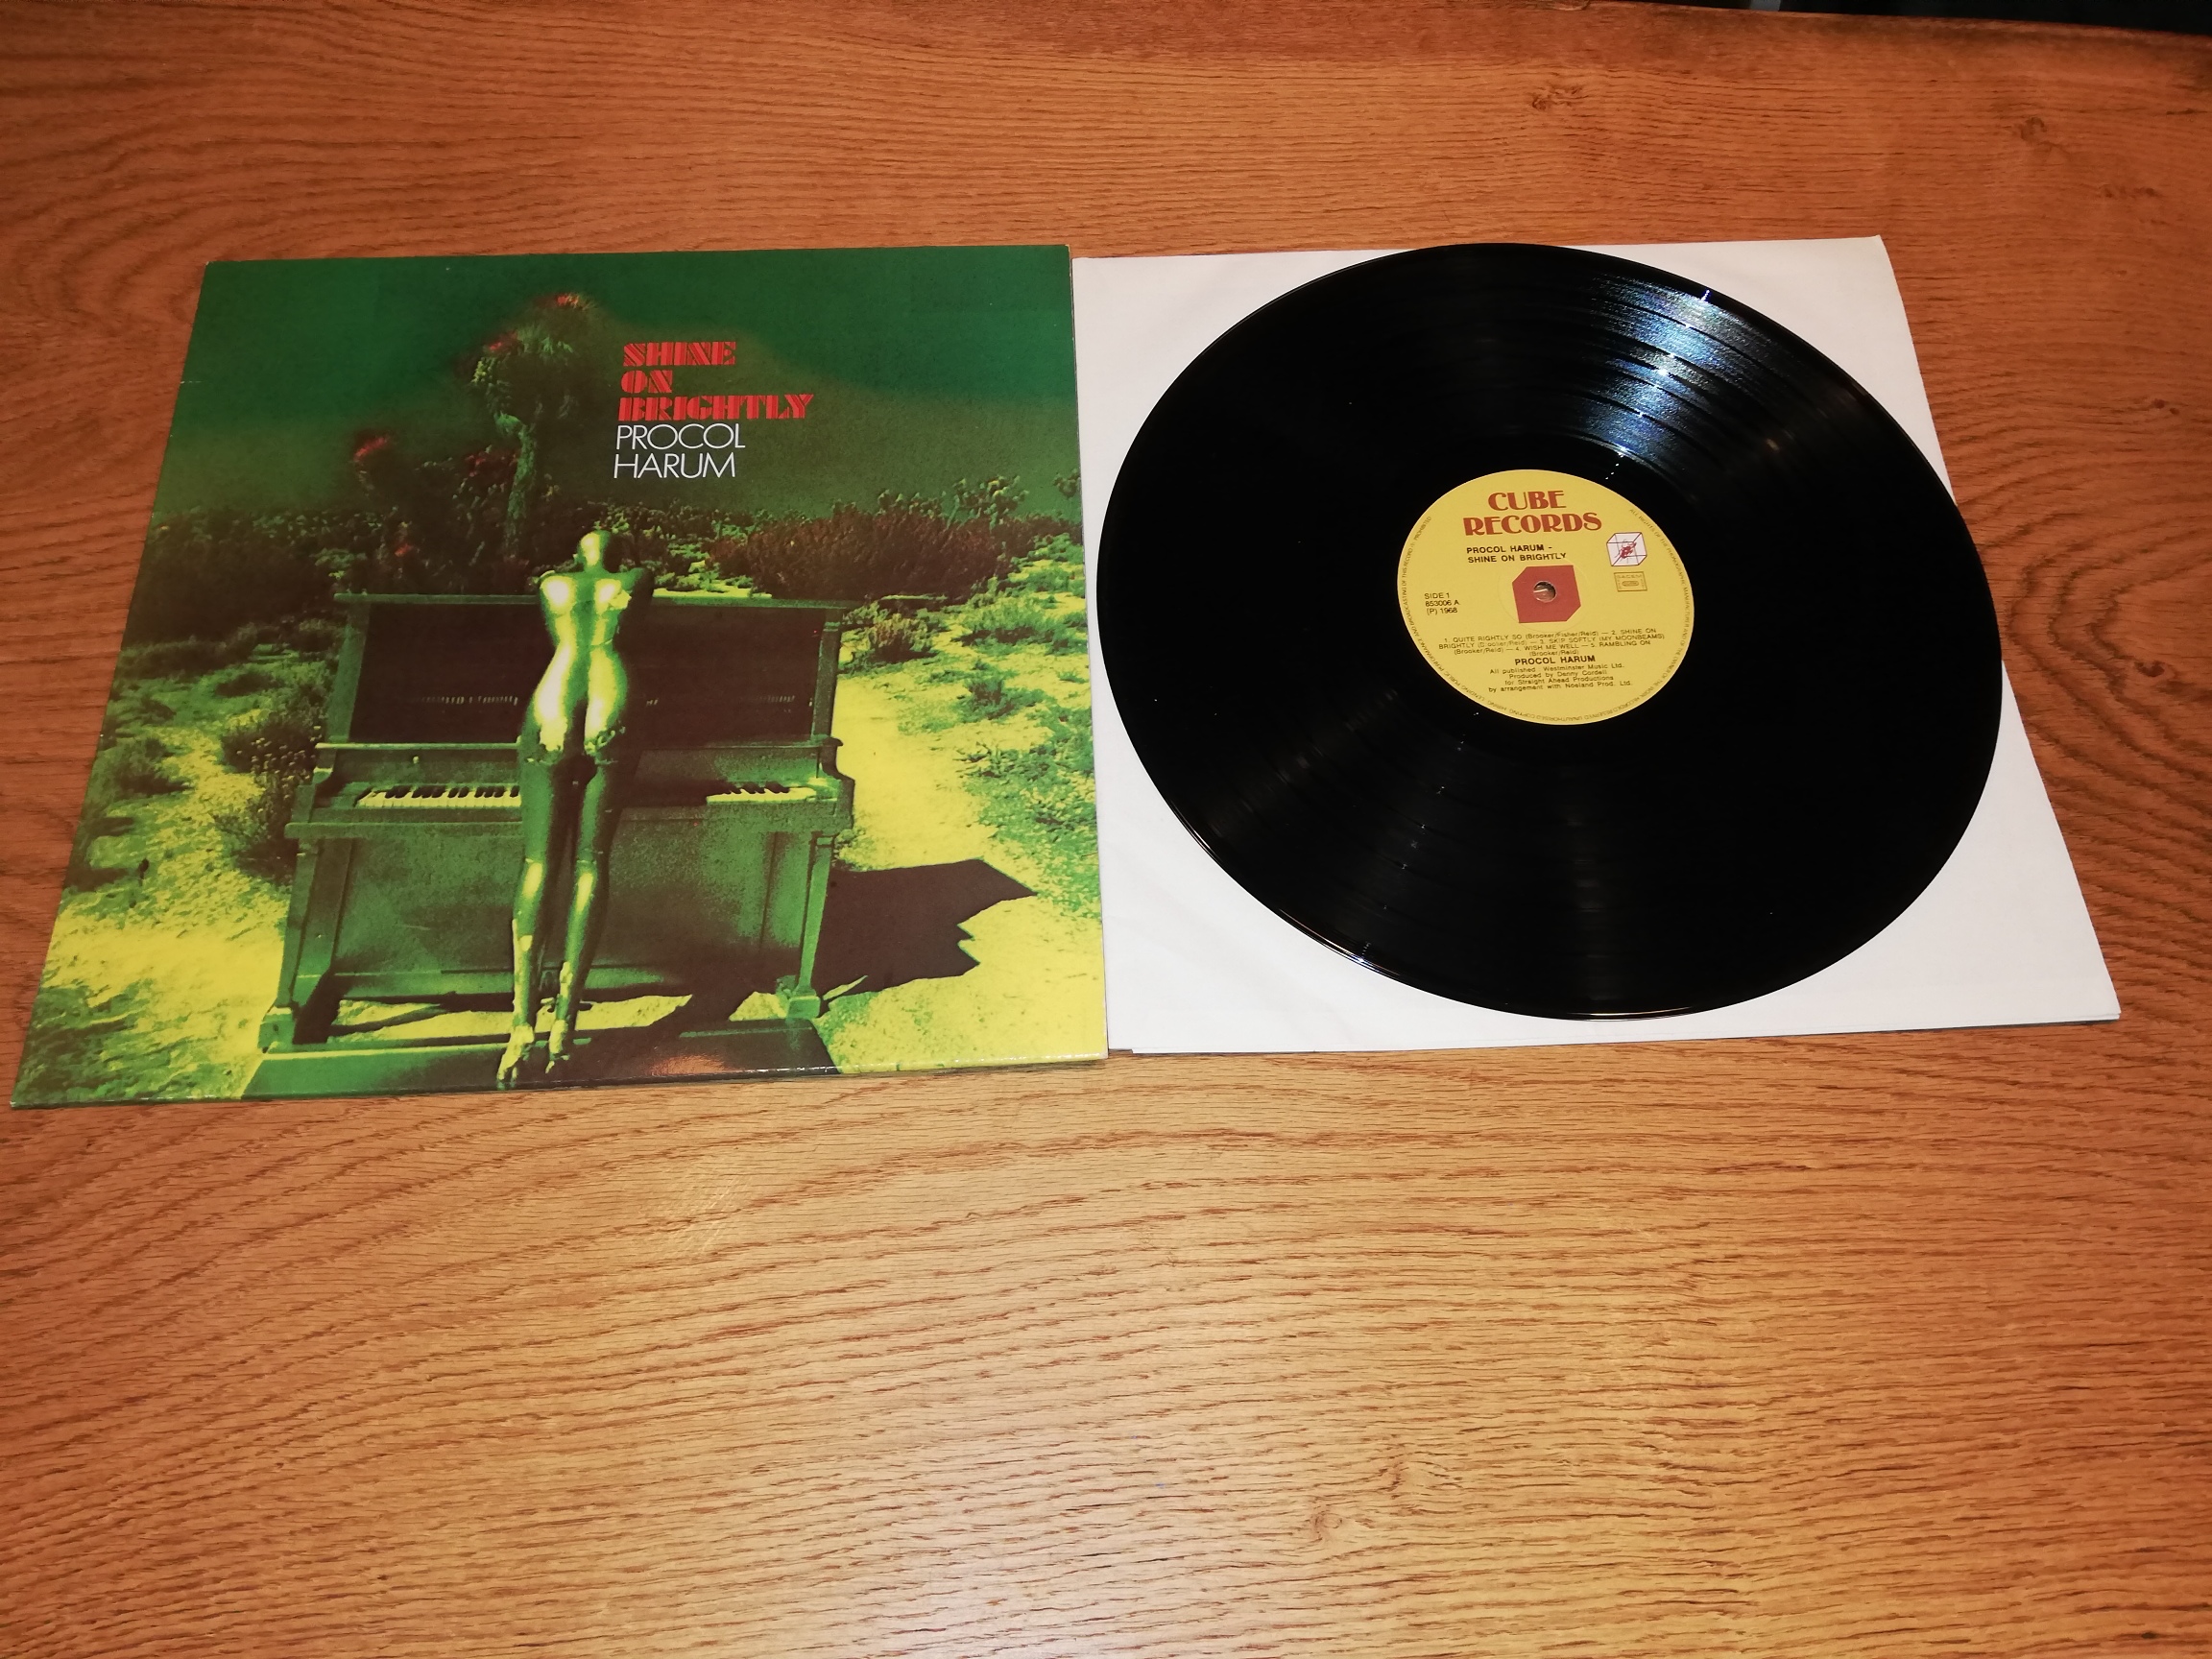 SHINE
ON
BRIGHTLY
PROCOL
HARUM
CUBE
RECORDS
PROCOL HARUM -
SHINE ON BRIGHTLY
SIDE 1
853006 A
(P) 1968
1. QUITE RIGHTLY SO (Brooker/Fisher/Reid) — 2. SHINE ON
BRIGHTLY — 3. SKIP SOFTLY (MY MOONBEAMS)
(Brooker/Reid) — 4. WISH ME WELL — 5. RAMBLING ON
(Brooker/Reid)
PROCOL HARUM
All published Westminster Music Ltd.
Produced by Denny Cordell
for Straight Ahead Productions
by arrangement with Noeland Prod. Ltd.